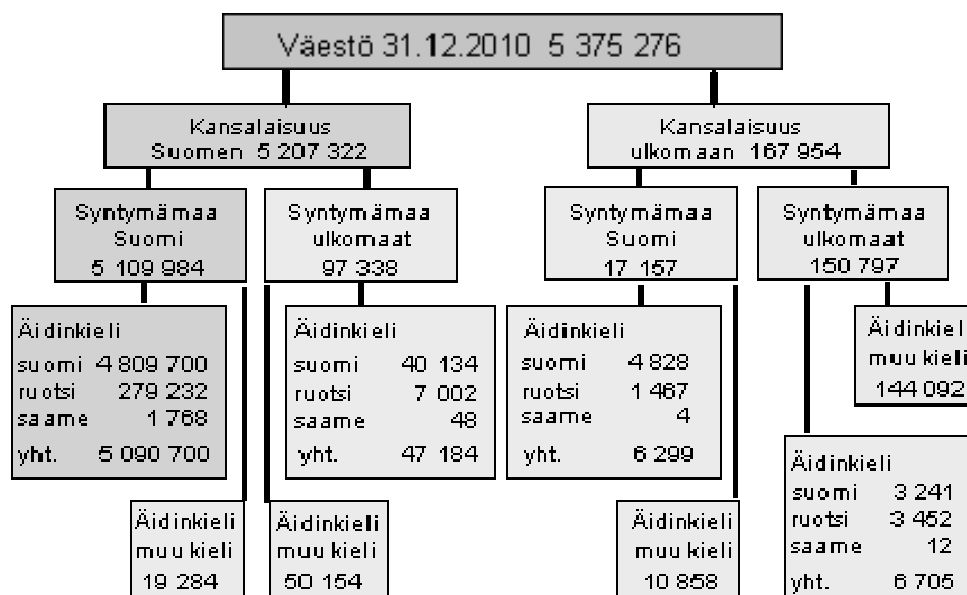 Väestö 31.12.2010 5 375 276
Kansalaisuus
Suomen 5 207 322
Kansalaisuus
ulkomaan 167 954
Syntymämaa
Suomi
5 109 984
Syntymämaa
ulkomaat
97 338
Syntymämaa
Suomi
17 157
Syntymämaa
ulkomaat
150 797
Äidinkieli
suomi 4 809 700
ruotsi 279 232
saame 1 768
yht. 5 090 700
Äidinkieli
suomi 40 134
ruotsi 7 002
saame 48
yht. 47 184
Äidinkieli
suomi 4 828
ruotsi 1 467
saame 4
yht. 6 299
Äidinkieli
muu kieli
144 092
Äidinkieli
muu kieli
19 284
Äidinkieli
muu kieli
50 154
Äidinkieli
muu kieli
10 858
Äidinkieli
suomi 3 241
ruotsi 3 452
saame 12
yht. 6 705